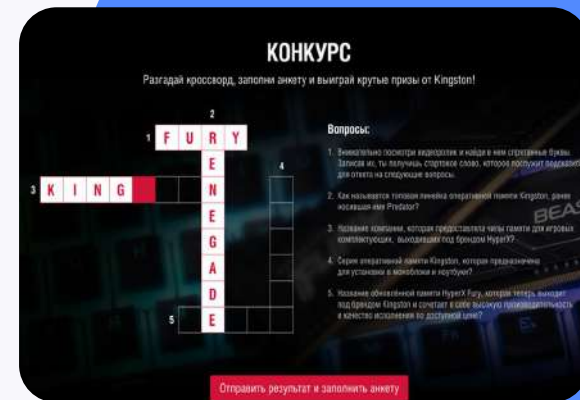 КОНКУРС
Разгадай кроссворд, заполни анкету и выиграй крутые призы от Kingston!
2
1 F U R Y
E
4
3 K I N G N
E
G
A
D
5 E
Вопросы:
1. Внимательно посмотри видеоролик и найди в нем спрятанные буквы.
Записав их, ты получишь стартовое слово, которое послужит подсказкой
для ответа на следующие вопросы.
2. Как называется топовая линейка оперативной памяти Kingston, ранее
носившая имя Predator?
3. Название компании, которая предоставляла чипы памяти для игровых
комплектующих, выходивших под брендом HyperX?
4. Серия оперативной памяти Kingston, которая предназначена
для установки в моноблоки и ноутбуки?
5. Название обновлённой памяти HyperX Fury, которая теперь выходит
под брендом Kingston и сочетает в себе высокую производительность
и качество исполнения по доступной цене?
BEAS
Отправить результат и заполнить анкету